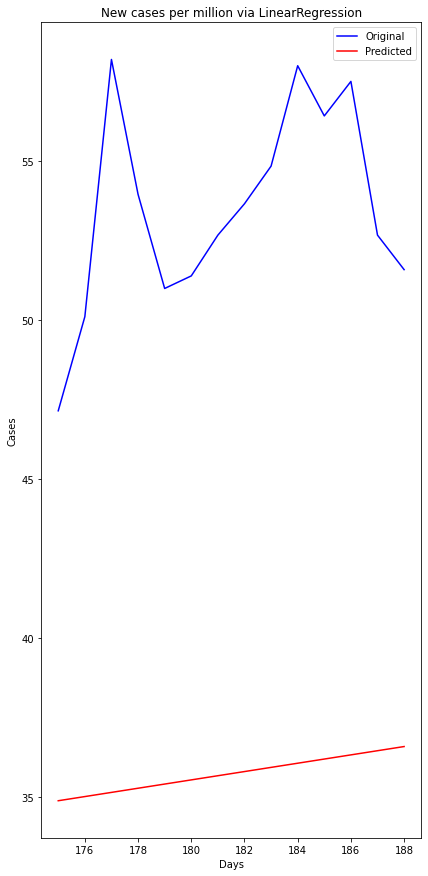 New cases per million via LinearRegression
Original
Predicted
55
50
45
40
35
Cases
176 178 180 182 184 186 188
Days